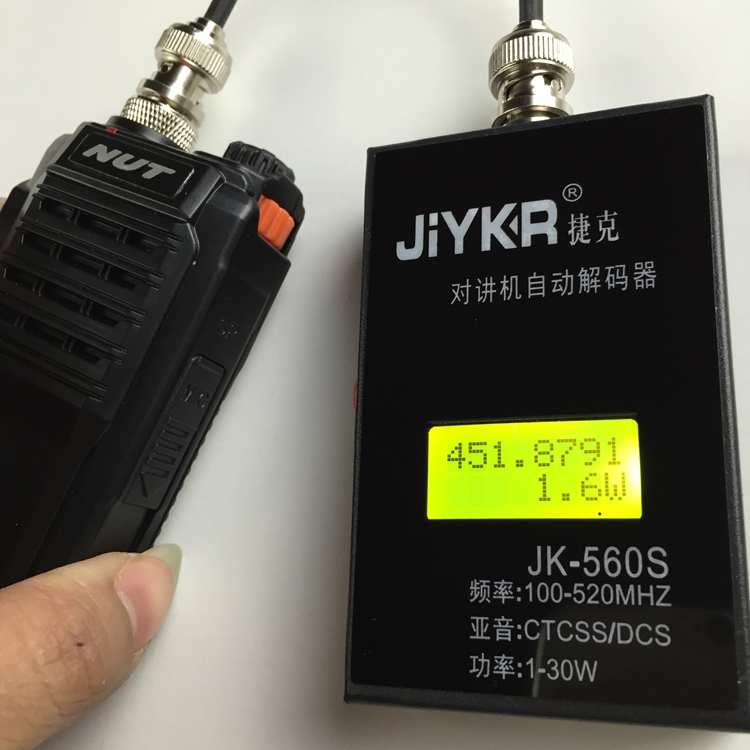 NUT
SP
JiYKR® 捷克
对讲机自动解码器
451.8791
1.6W
JK-560S
频率:100-520MHZ
亚音:CTCSS/DCS
功率:1-30W